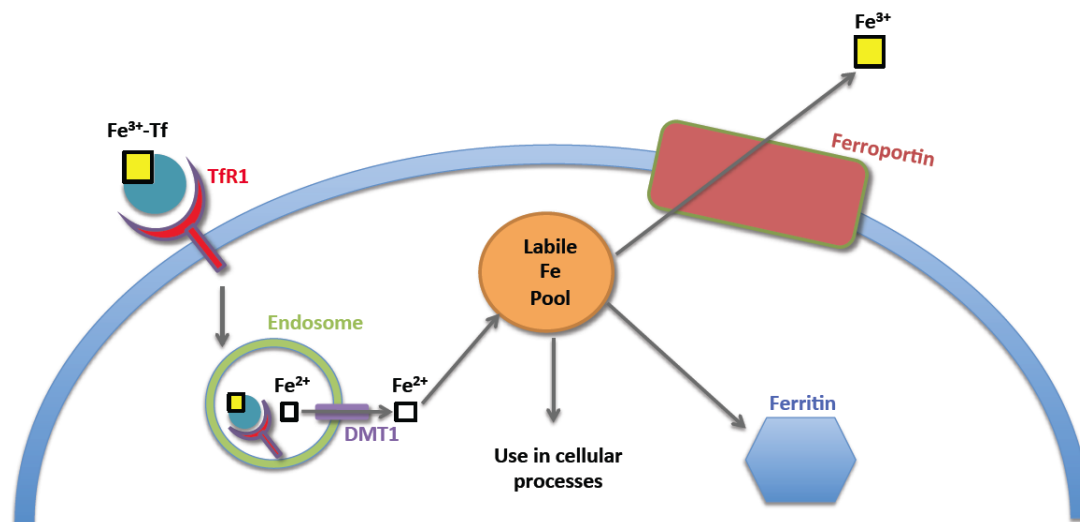 Fe³⁺
Fe³⁺-Tf
Ferroportin
TfR1
Labile
Fe
Pool
Endosome
Fe²⁺
Fe²⁺
DMT1
Ferritin
Use in cellular
processes